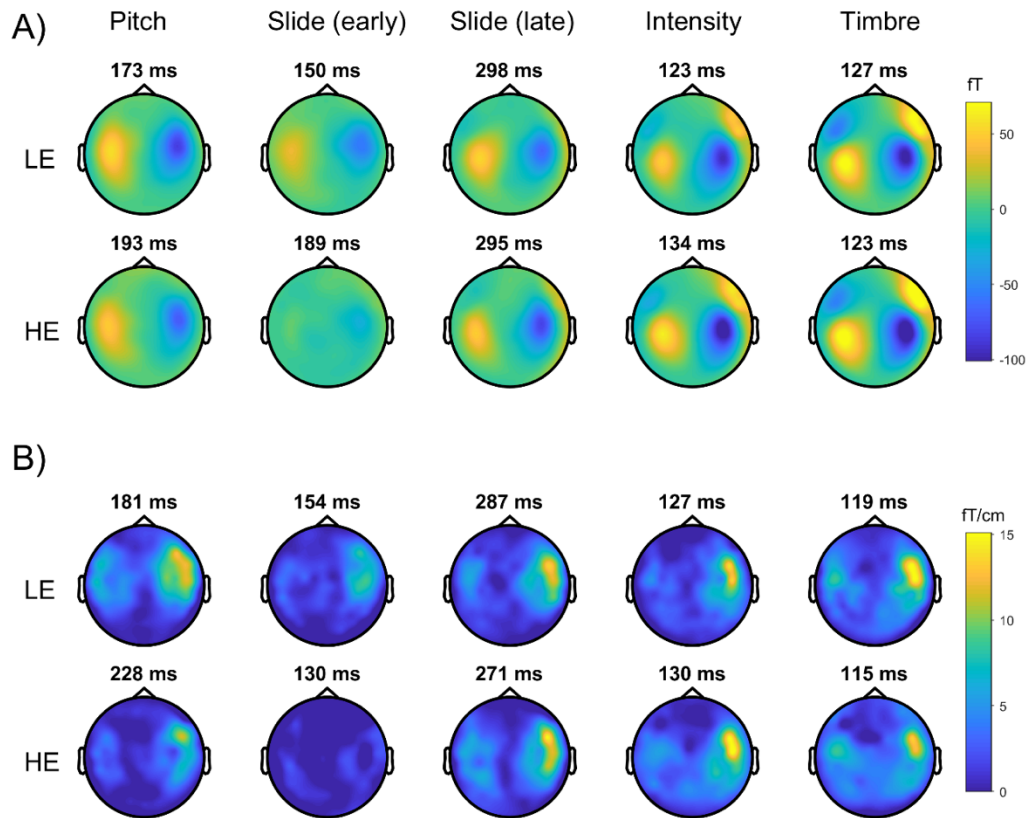 A)
Pitch Slide (early) Slide (late) Intensity Timbre
173 ms 150 ms 298 ms 123 ms 127 ms
fT
LE
50
0
193 ms 189 ms 295 ms 134 ms 123 ms
-50
HE
-100
B)
181 ms 154 ms 287 ms 127 ms 119 ms
fT/cm
15
LE
10
228 ms 130 ms 271 ms 130 ms 115 ms
5
HE
0